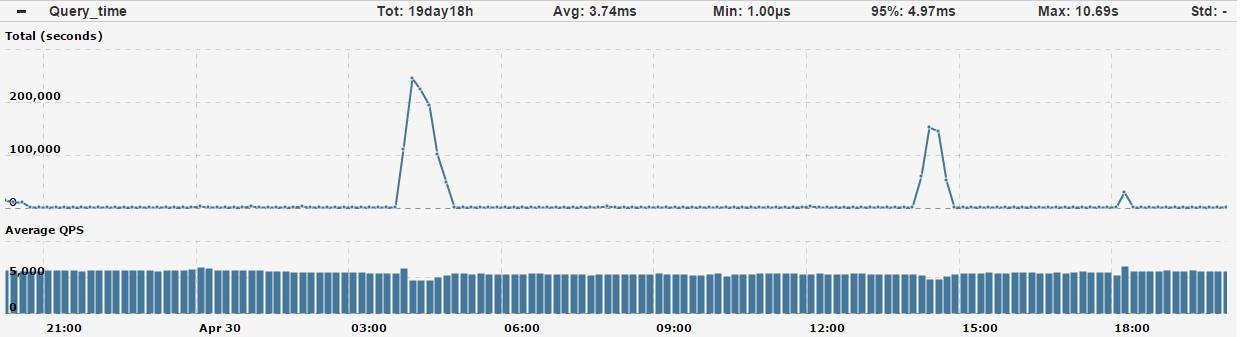 Query_time Tot: 19day18h Avg: 3.74ms Min: 1.00µs 95%: 4.97ms Max: 10.69s Std: -
Total (seconds)
200,000
100,000
0
Average QPS
5,000
0
21:00 Apr 30 03:00 06:00 09:00 12:00 15:00 18:00